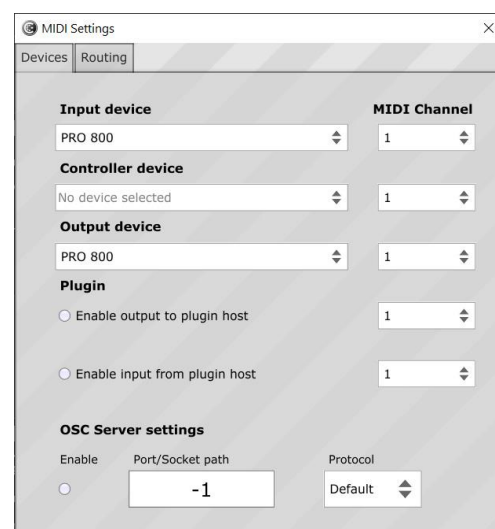 MIDI Settings
Devices Routing
Input device MIDI Channel
PRO 800 1
Controller device
No device selected 1
Output device
PRO 800 1
Plugin
Enable output to plugin host 1
Enable input from plugin host 1
OSC Server settings
Enable Port/Socket path Protocol
-1 Default